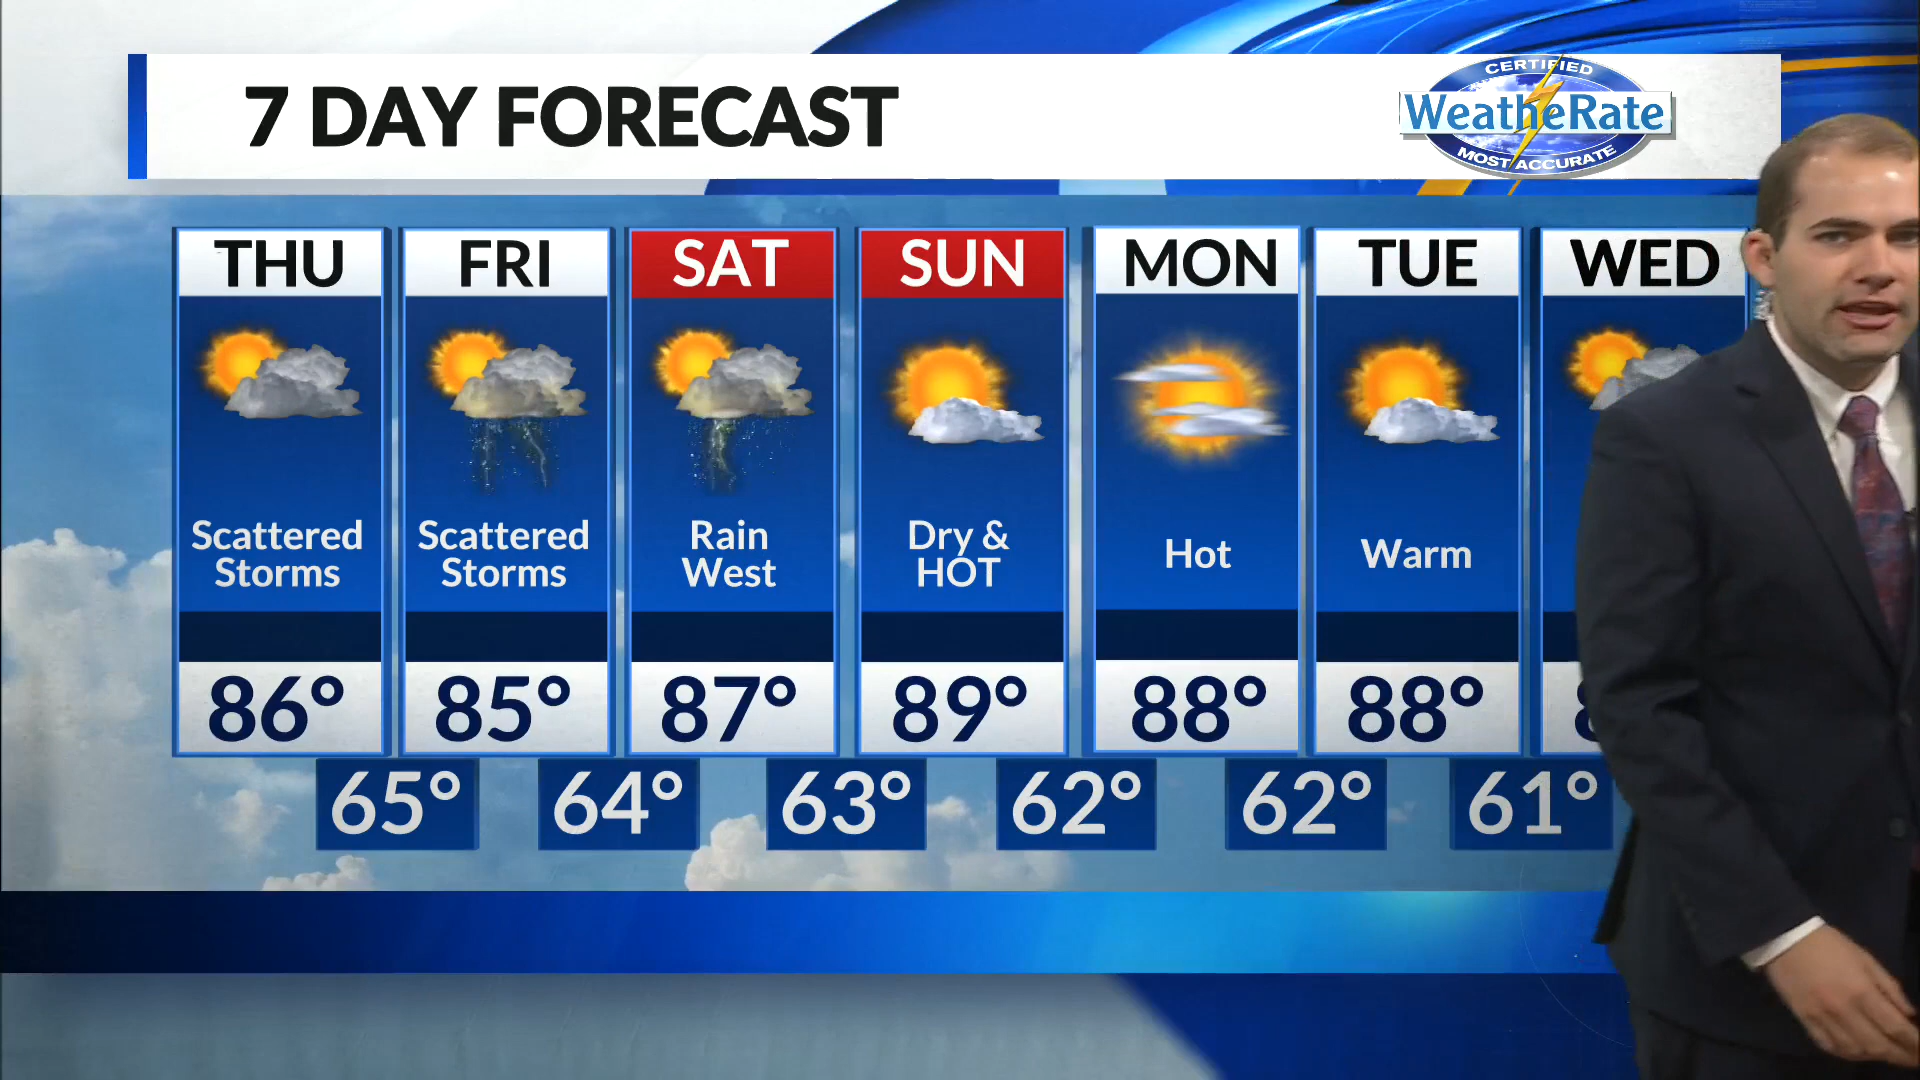 7 DAY FORECAST
CERTIFIED
WeatheRate
MOST ACCURATE
THU
FRI
SAT
SUN
MON
TUE
WED
Scattered
Storms
Scattered
Storms
Rain
West
Dry &
HOT
Hot
Warm
86°
85°
87°
89°
88°
88°
65°
64°
63°
62°
62°
61°